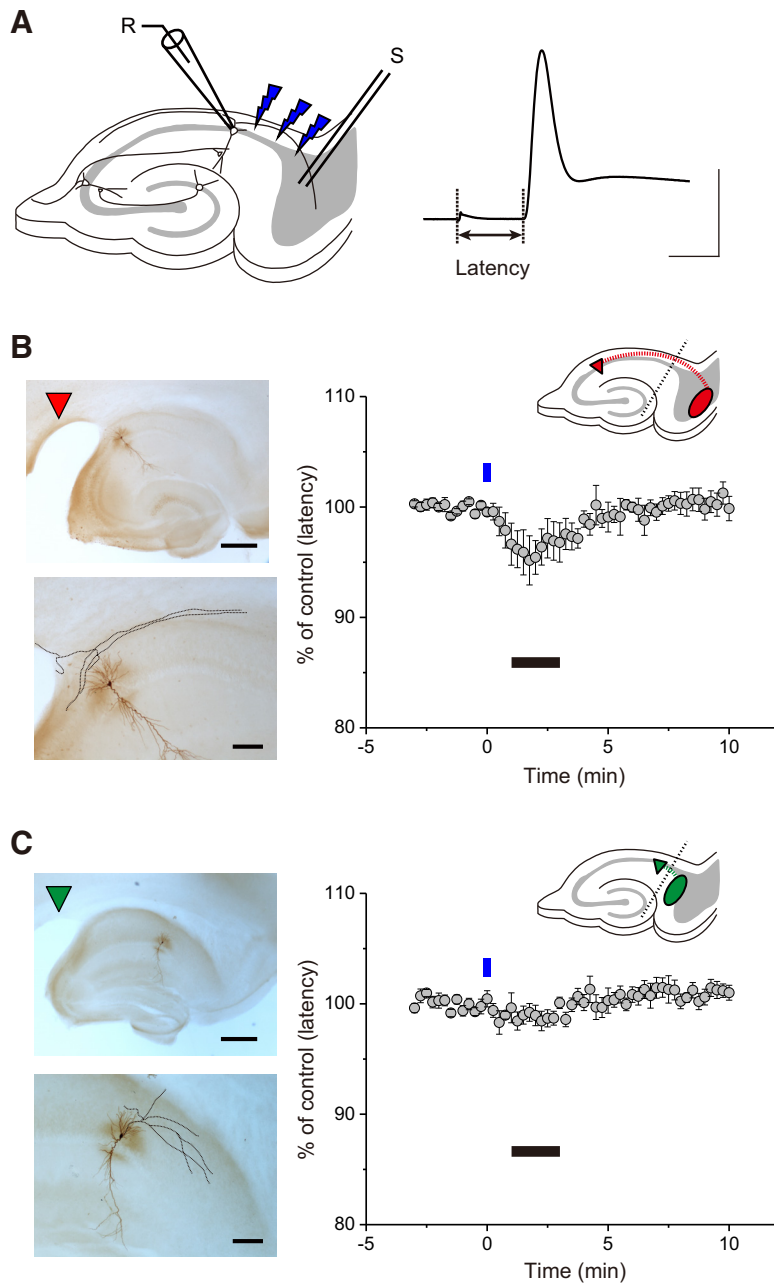 A
R
S
Latency
B
% of control (latency)
110
100
90
80
-5
0
5
10
Time (min)
C
% of control (latency)
110
100
90
80
-5
0
5
10
Time (min)